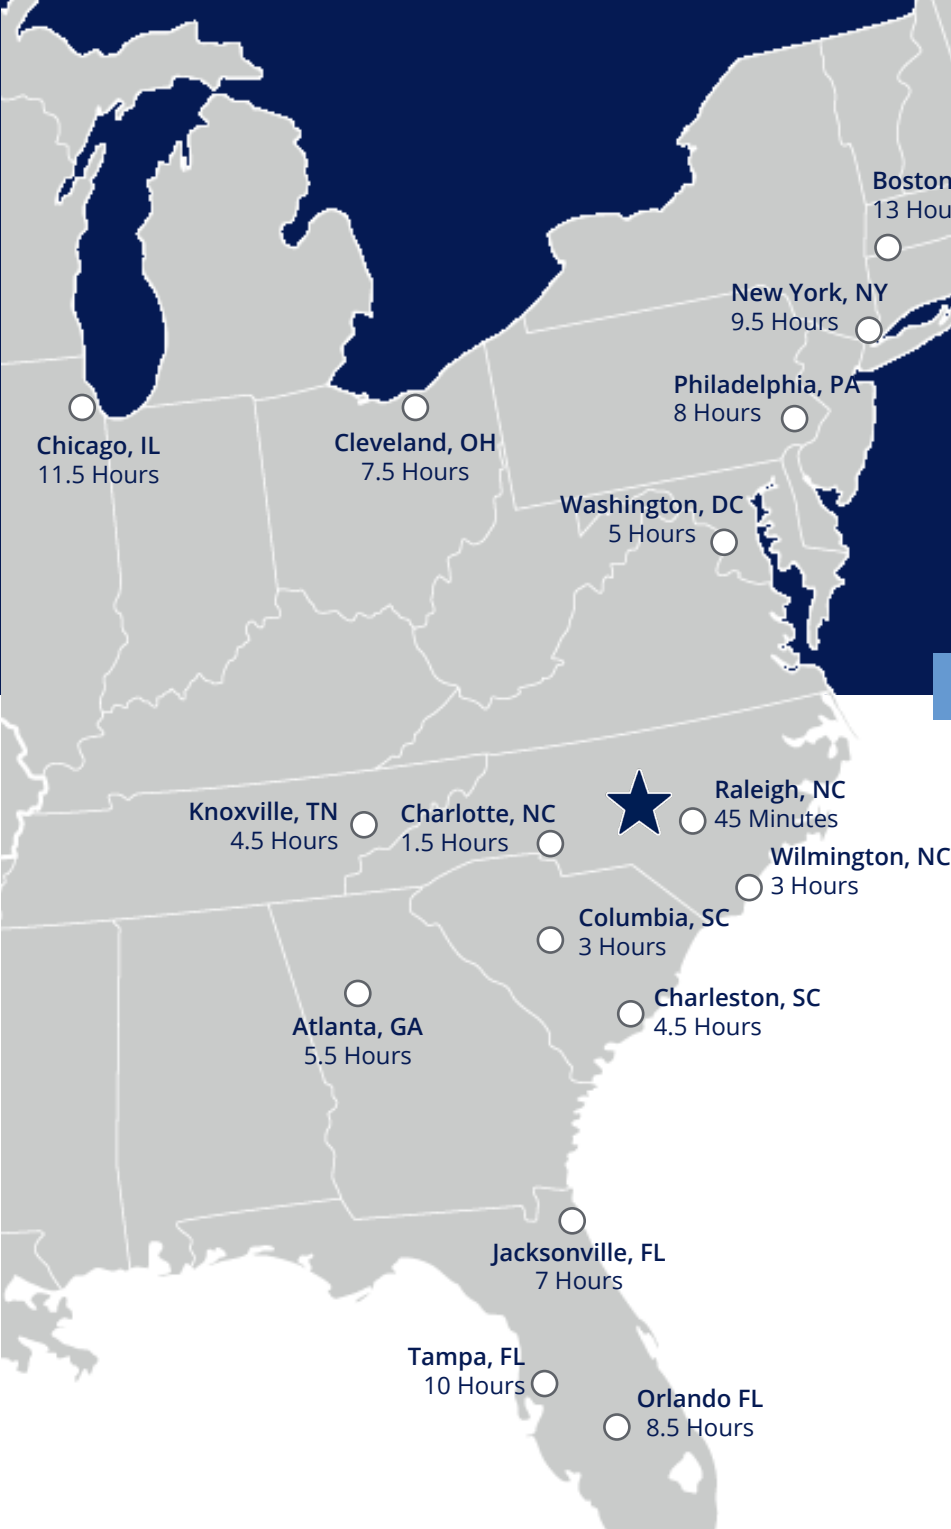 Boston
13 Hou
New York, NY
9.5 Hours
Philadelphia, PA
8 Hours
Chicago, IL
11.5 Hours
Cleveland, OH
7.5 Hours
Washington, DC
5 Hours
Raleigh, NC
45 Minutes
Knoxville, TN
4.5 Hours
Charlotte, NC
1.5 Hours
Wilmington, NC
3 Hours
Columbia, SC
3 Hours
Charleston, SC
4.5 Hours
Atlanta, GA
5.5 Hours
Jacksonville, FL
7 Hours
Tampa, FL
10 Hours
Orlando FL
8.5 Hours